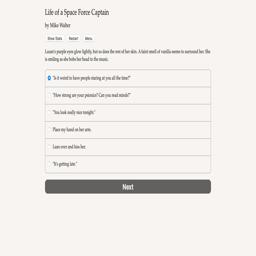 Life of a Space Force Captain
by Mike Walter
Show Stats Restart Menu
Lauen's purple eyes glow lightly, but so does the rest of her skin. A faint smell of vanilla seems to surround her. She
is smiling as she bobs her head to the music.
"Is it weird to have people staring at you all the time?"
"How strong are your psionics? Can you read minds?"
"You look really nice tonight."
Place my hand on her arm.
Lean over and kiss her.
"It's getting late."
Next